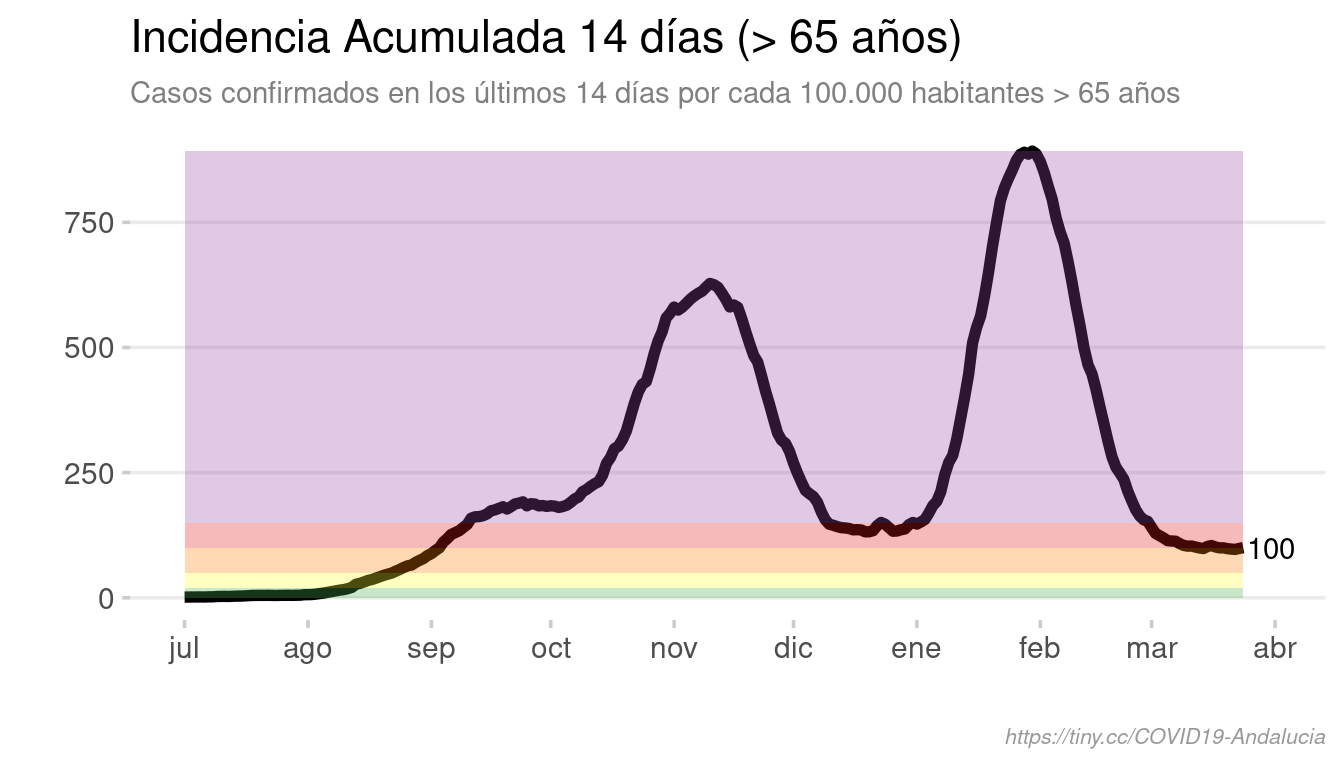 Incidencia Acumulada 14 días (> 65 años)
Casos confirmados en los últimos 14 días por cada 100.000 habitantes > 65 años
750
500
250
0
100
jul ago sep oct nov dic ene feb mar abr
https://tiny.cc/COVID19-Andalucia